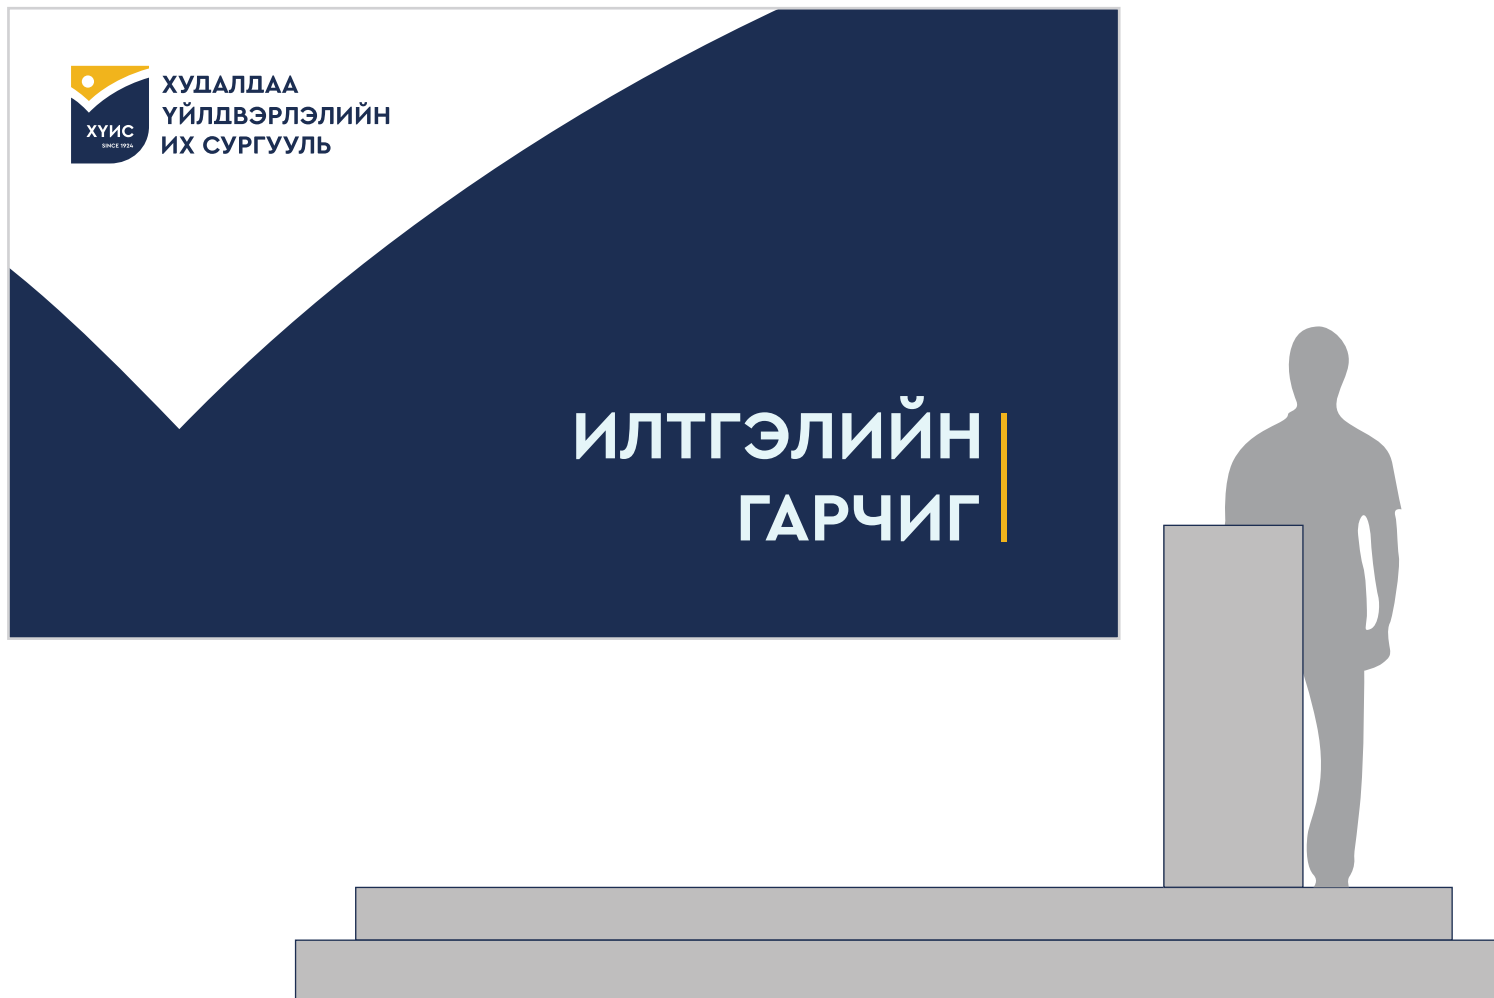 ХУДАЛДАА
ҮЙЛДВЭРЛЭЛИЙН
ИХ СУРГУУЛЬ
ХҮИС
SINCE 1924
ИЛТГЭЛИЙН
ГАРЧИГ